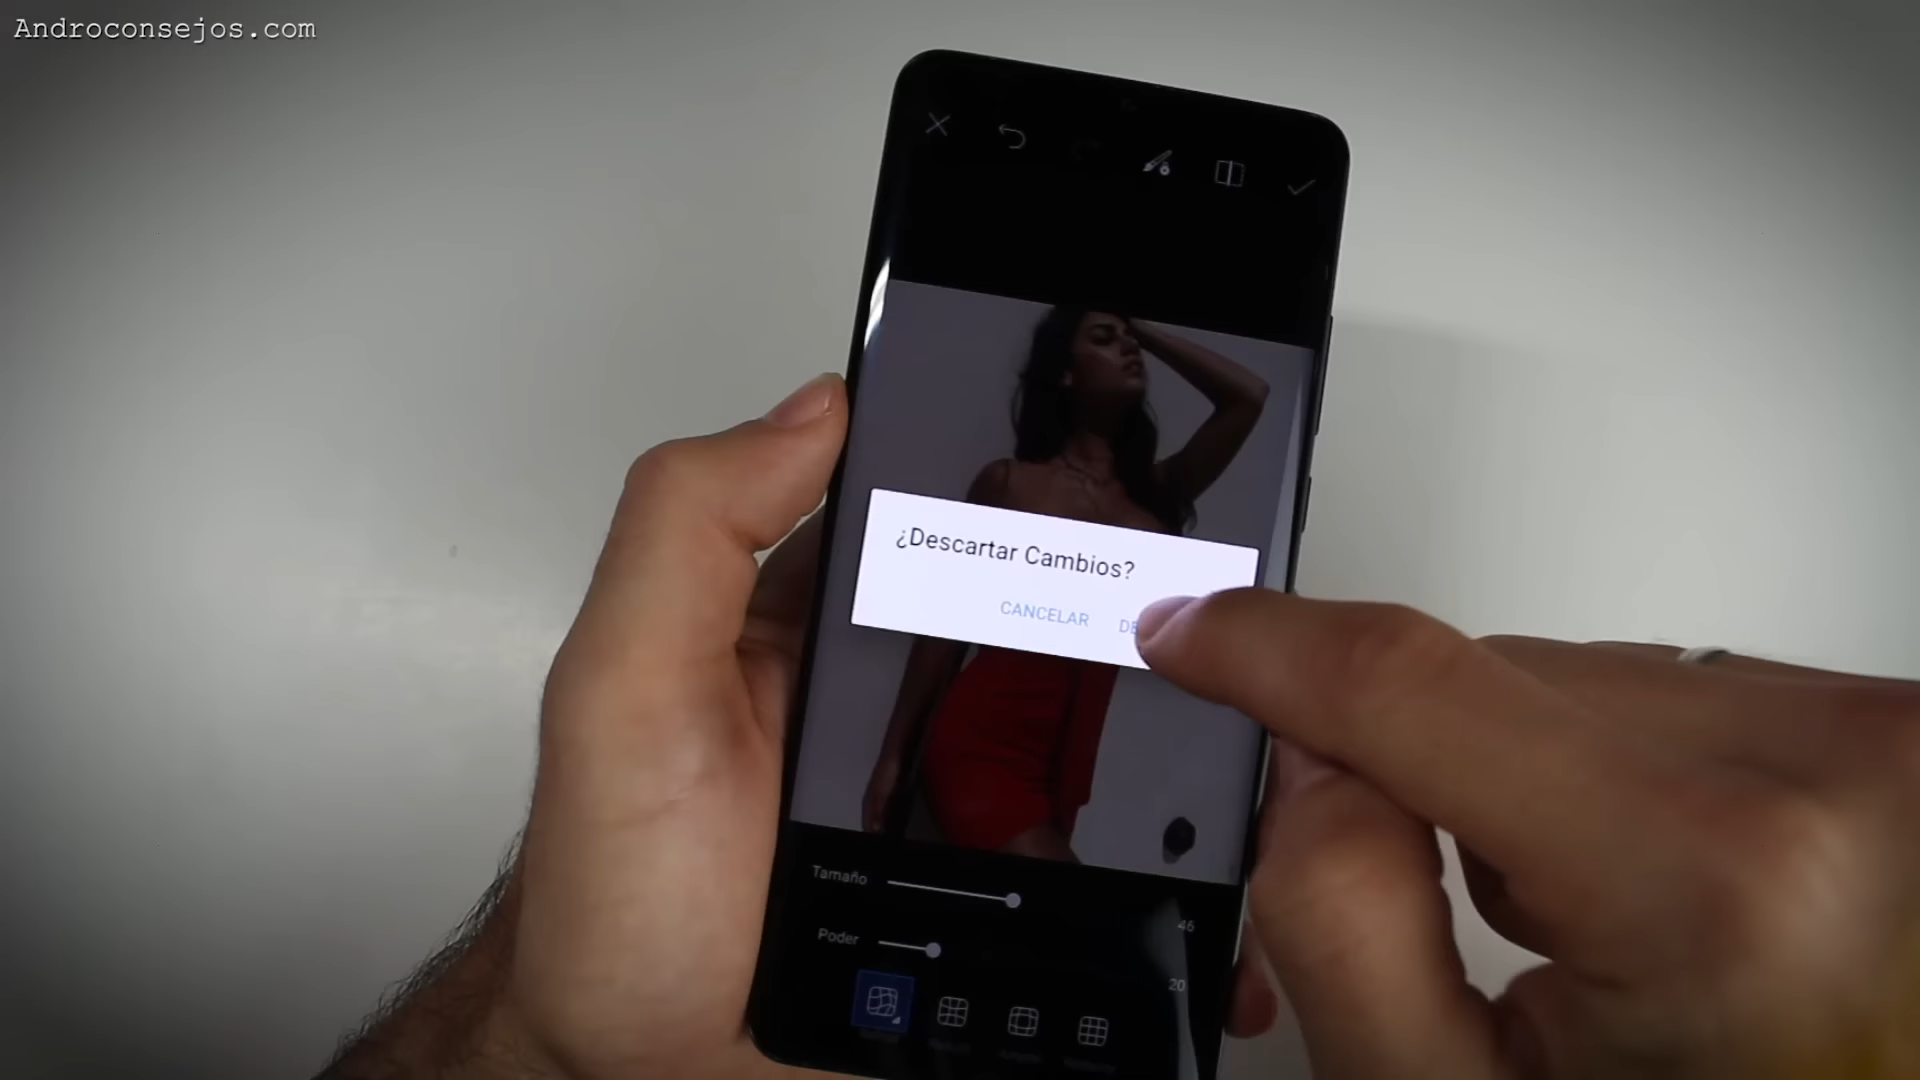 Androconsejos.com
¿Descartar Cambios?
CANCELAR
Tamaño
46
Poder
20